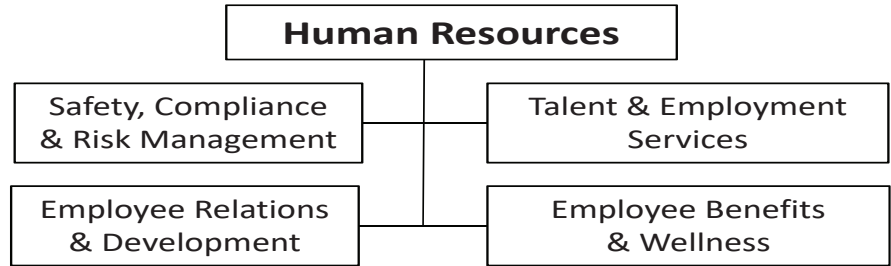 Human Resources
Safety, Compliance
& Risk Management
Talent & Employment
Services
Employee Relations
& Development
Employee Benefits
& Wellness